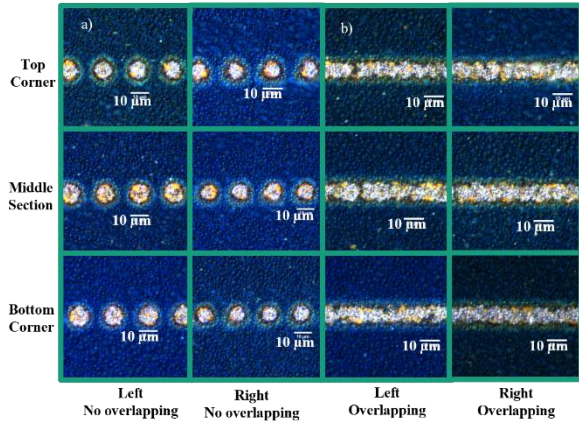 a)
b)
Top
Corner
10 μm
10 μm
10 μm
10 μm
Middle
Section
10 μm
10 μm
10 μm
10 μm
Bottom
Corner
10 μm
10 μm
10 μm
10 μm
Left
No overlapping
Right
No overlapping
Left
Overlapping
Right
Overlapping